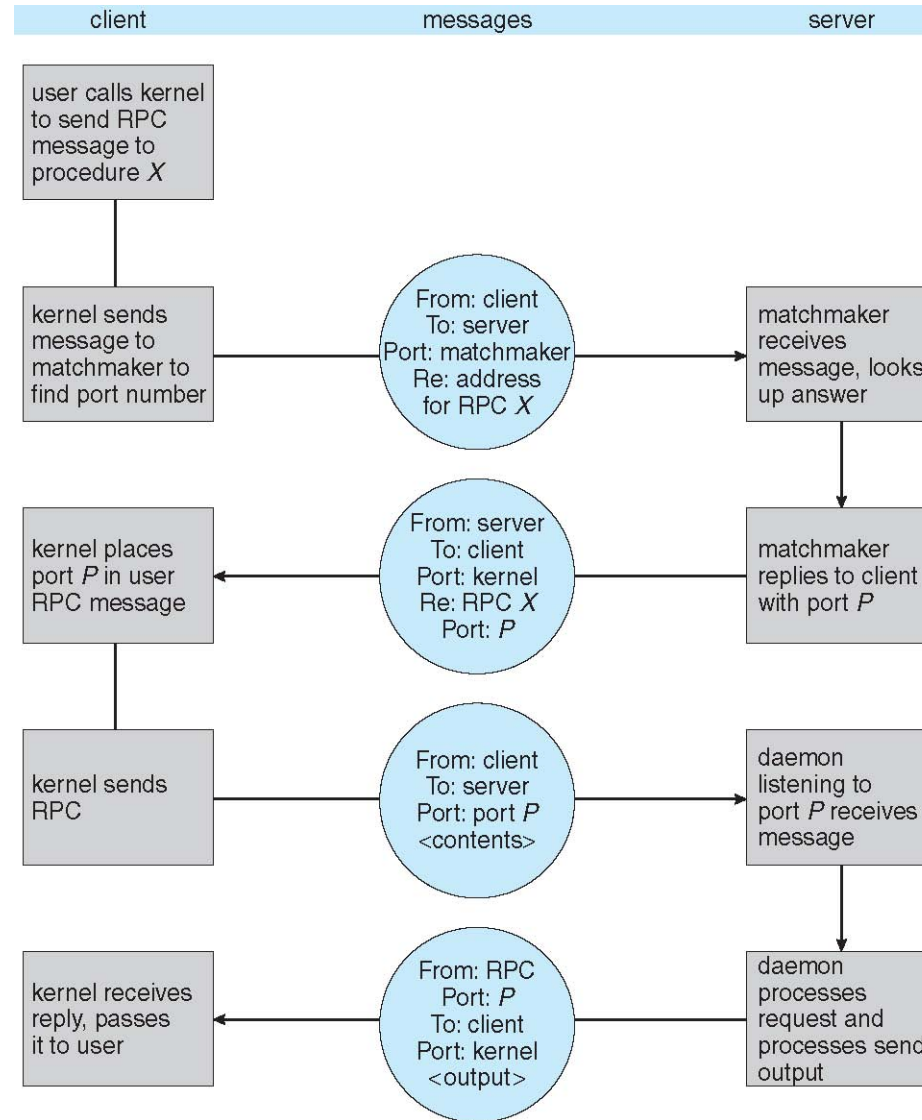 client messages server
user calls kernel
to send RPC
message to
procedure X
kernel sends
message to
matchmaker to
find port number
From: client
To: server
Port: matchmaker
Re: address
for RPC X
matchmaker
receives
message, looks
up answer
kernel places
port P in user
RPC message
From: server
To: client
Port: kernel
Re: RPC X
Port: P
matchmaker
replies to client
with port P
kernel sends
RPC
From: client
To: server
Port: port P
<contents>
daemon
listening to
port P receives
message
kernel receives
reply, passes
it to user
From: RPC
Port: P
To: client
Port: kernel
<output>
daemon
processes
request and
processes send
output